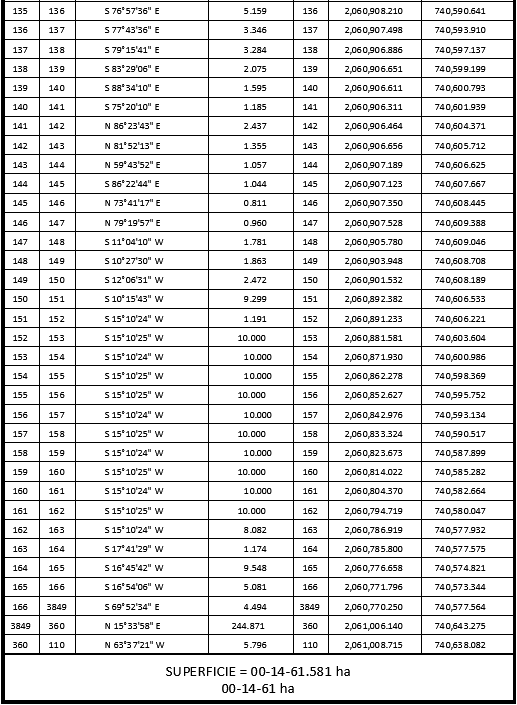 135 136 S 76°57'36" E 5.159 136 2,060,908.210 740,590.641
136 137 S 77°43'36" E 3.346 137 2,060,907.498 740,593.910
137 138 S 79°15'41" E 3.284 138 2,060,906.886 740,597.137
138 139 S 83°29'06" E 2.075 139 2,060,906.651 740,599.199
139 140 S 88°34'10" E 1.595 140 2,060,906.611 740,600.793
140 141 S 75°20'10" E 1.185 141 2,060,906.311 740,601.939
141 142 N 86°23'43" E 2.437 142 2,060,906.464 740,604.371
142 143 N 81°52'13" E 1.355 143 2,060,906.656 740,605.712
143 144 N 59°43'52" E 1.057 144 2,060,907.189 740,606.625
144 145 S 86°22'44" E 1.044 145 2,060,907.123 740,607.667
145 146 N 73°41'17" E 0.811 146 2,060,907.350 740,608.445
146 147 N 79°19'57" E 0.960 147 2,060,907.528 740,609.388
147 148 S 11°04'10" W 1.781 148 2,060,905.780 740,609.046
148 149 S 10°27'30" W 1.863 149 2,060,903.948 740,608.708
149 150 S 12°06'31" W 2.472 150 2,060,901.532 740,608.189
150 151 S 10°15'43" W 9.299 151 2,060,892.382 740,606.533
151 152 S 15°10'24" W 1.191 152 2,060,891.233 740,606.221
152 153 S 15°10'25" W 10.000 153 2,060,881.581 740,603.604
153 154 S 15°10'24" W 10.000 154 2,060,871.930 740,600.986
154 155 S 15°10'25" W 10.000 155 2,060,862.278 740,598.369
155 156 S 15°10'25" W 10.000 156 2,060,852.627 740,595.752
156 157 S 15°10'24" W 10.000 157 2,060,842.976 740,593.134
157 158 S 15°10'25" W 10.000 158 2,060,833.324 740,590.517
158 159 S 15°10'24" W 10.000 159 2,060,823.673 740,587.899
159 160 S 15°10'25" W 10.000 160 2,060,814.022 740,585.282
160 161 S 15°10'24" W 10.000 161 2,060,804.370 740,582.664
161 162 S 15°10'25" W 10.000 162 2,060,794.719 740,580.047
162 163 S 15°10'24" W 8.082 163 2,060,786.919 740,577.932
163 164 S 17°41'29" W 1.174 164 2,060,785.800 740,577.575
164 165 S 16°45'42" W 9.548 165 2,060,776.658 740,574.821
165 166 S 16°54'06" W 5.081 166 2,060,771.796 740,573.344
166 3849 S 69°52'34" E 4.494 3849 2,060,770.250 740,577.564
3849 360 N 15°33'58" E 244.871 360 2,061,006.140 740,643.275
360 110 N 63°37'21" W 5.796 110 2,061,008.715 740,638.082
SUPERFICIE = 00-14-61.581 ha
00-14-61 ha